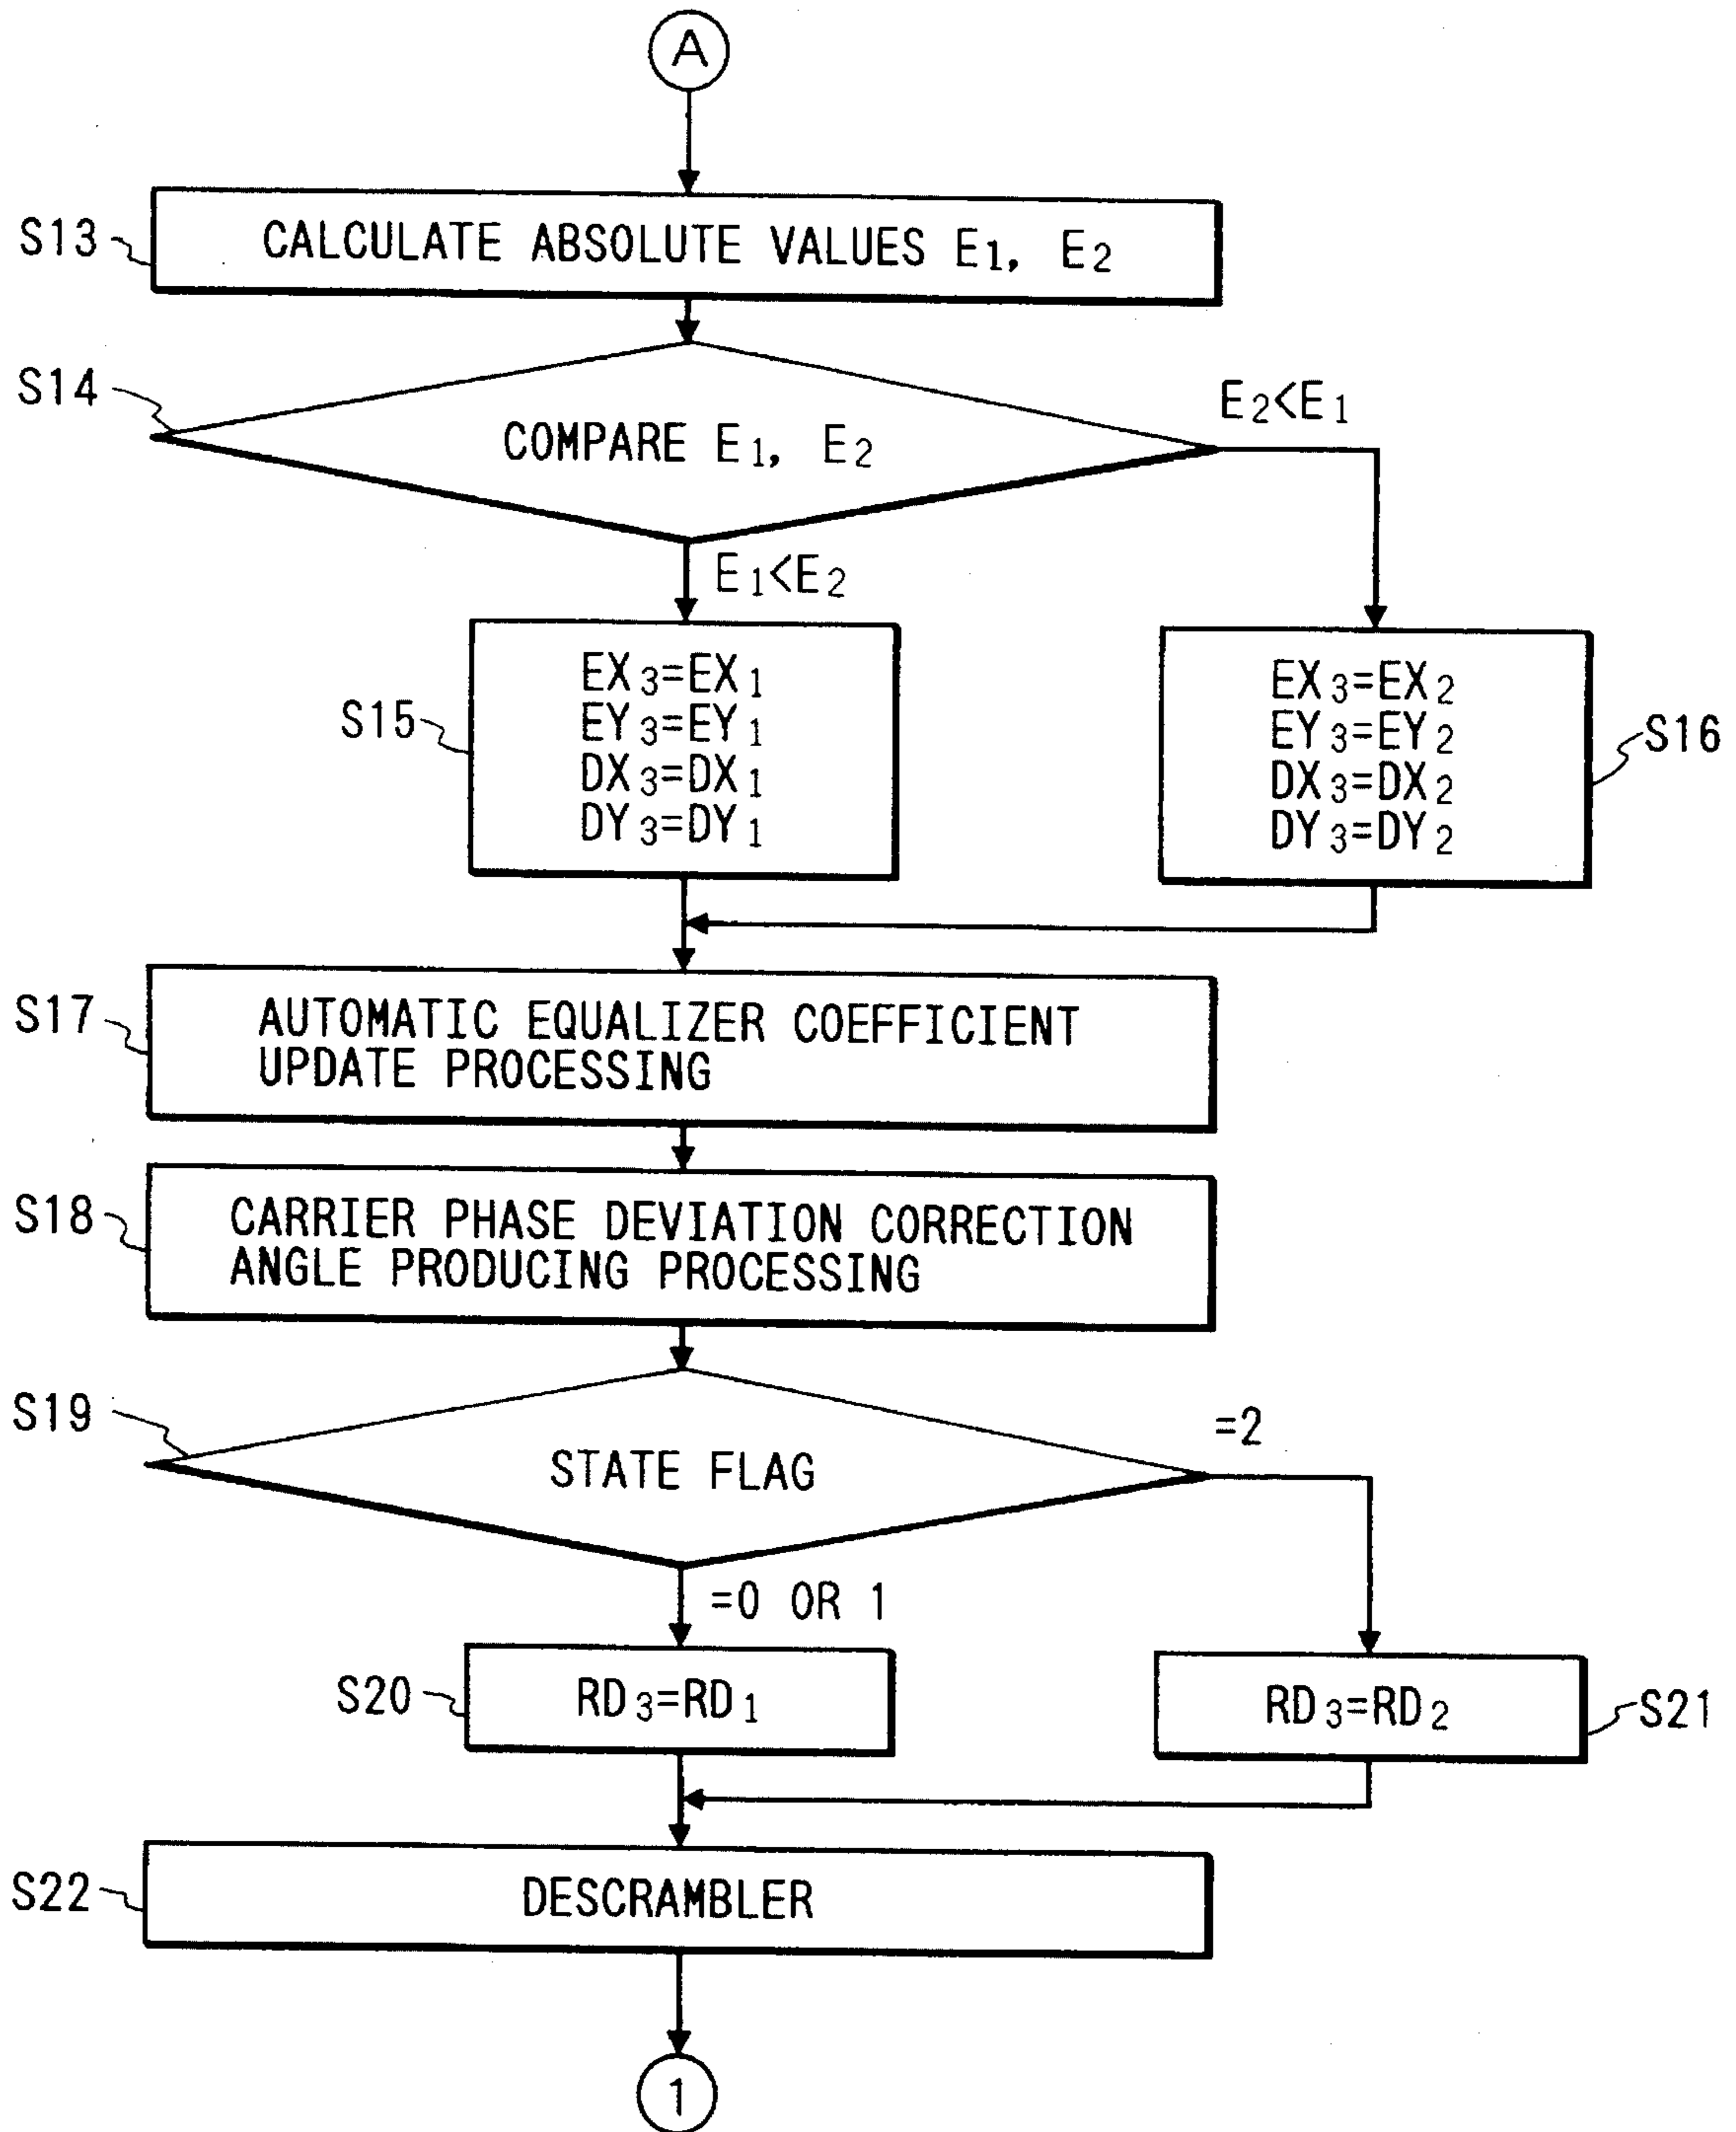 A
S13
CALCULATE ABSOLUTE VALUES E1, E2
S14
COMPARE E1, E2
E2<E1
E1<E2
S15
EX3=EX1
EY3=EY1
DX3=DX1
DY3=DY1
EX3=EX2
EY3=EY2
DX3=DX2
DY3=DY2
S16
S17
AUTOMATIC EQUALIZER COEFFICIENT
UPDATE PROCESSING
S18
CARRIER PHASE DEVIATION CORRECTION
ANGLE PRODUCING PROCESSING
S19
STATE FLAG
=2
=0 OR 1
S20
RD3=RD1
RD3=RD2
S21
S22
DESCRAMBLER
1